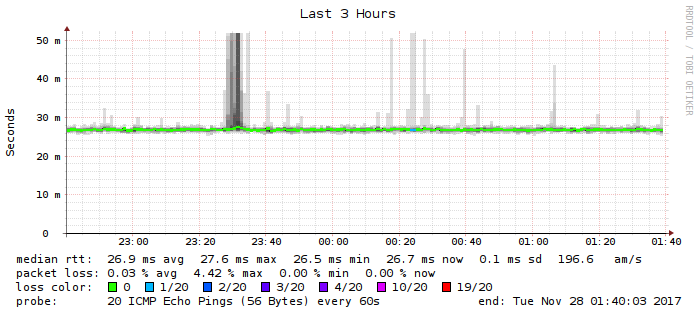 Last 3 Hours
RRDTOOL / TOBI OETIKER
Seconds
50 m
40 m
30 m
20 m
10 m
0
23:00 23:20 23:40 00:00 00:20 00:40 01:00 01:20 01:40
median rtt: 26.9 ms avg 27.6 ms max 26.5 ms min 26.7 ms now 0.1 ms sd 196.6 am/s
packet loss: 0.03 % avg 4.42 % max 0.00 % min 0.00 % now
loss color: 0 1/20 2/20 3/20 4/20 10/20 19/20
probe: 20 ICMP Echo Pings (56 Bytes) every 60s end: Tue Nov 28 01:40:03 2017